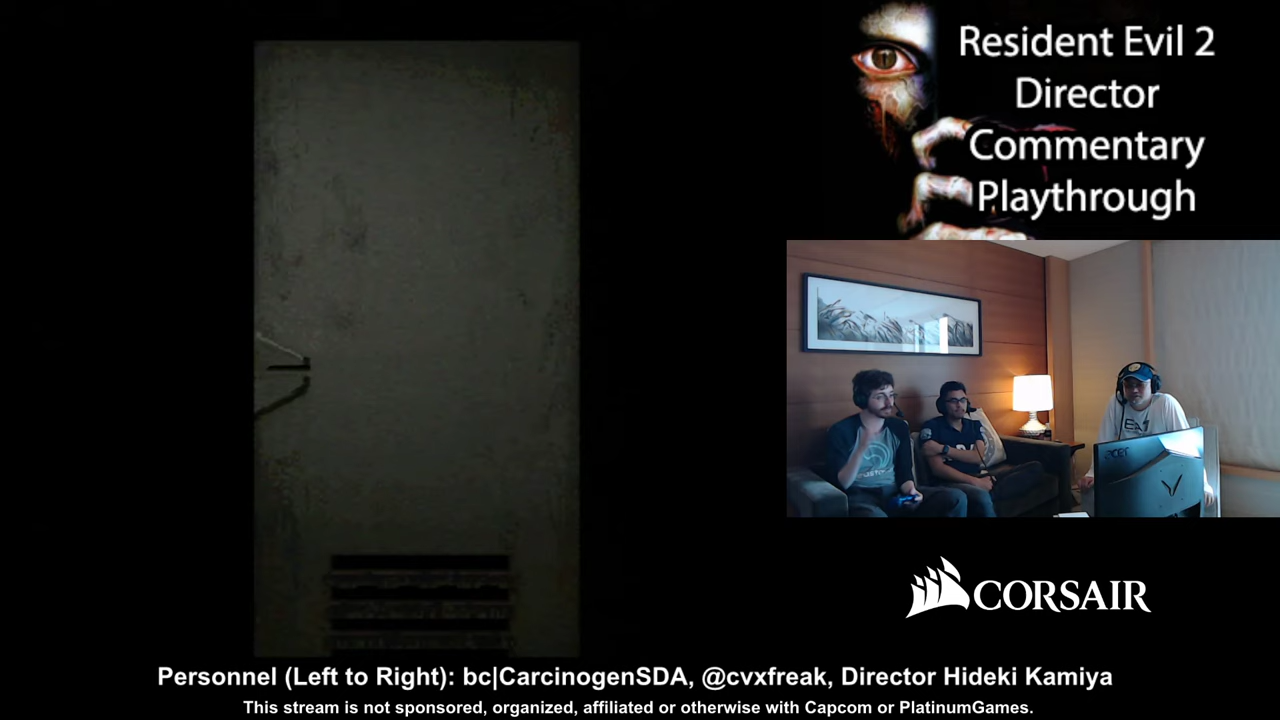 Resident Evil 2
Director
Commentary
Playthrough
acer
CORSAIR
Personnel (Left to Right): bc|CarcinogenSDA, @cvxfreak, Director Hideki Kamiya
This stream is not sponsored, organized, affiliated or otherwise with Capcom or PlatinumGames.